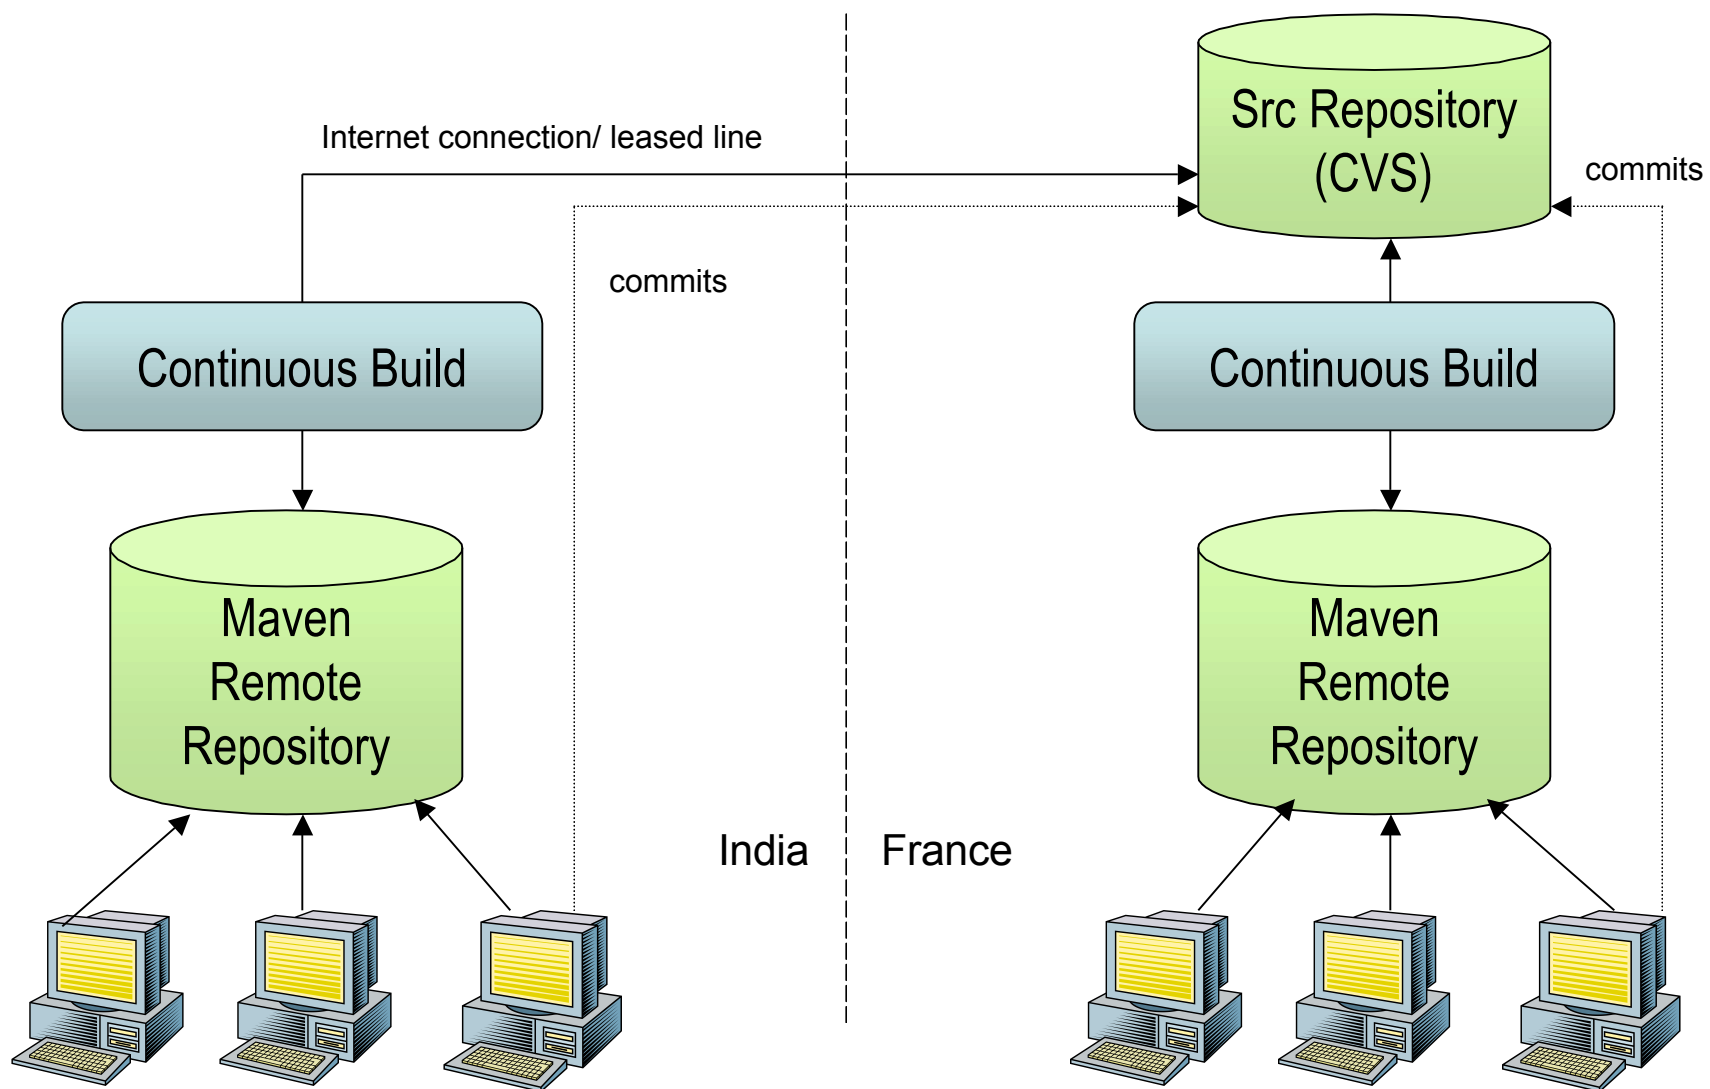 Src Repository
(CVS)
Internet connection/ leased line
commits
commits
Continuous Build
Continuous Build
Maven
Remote
Repository
Maven
Remote
Repository
India
France